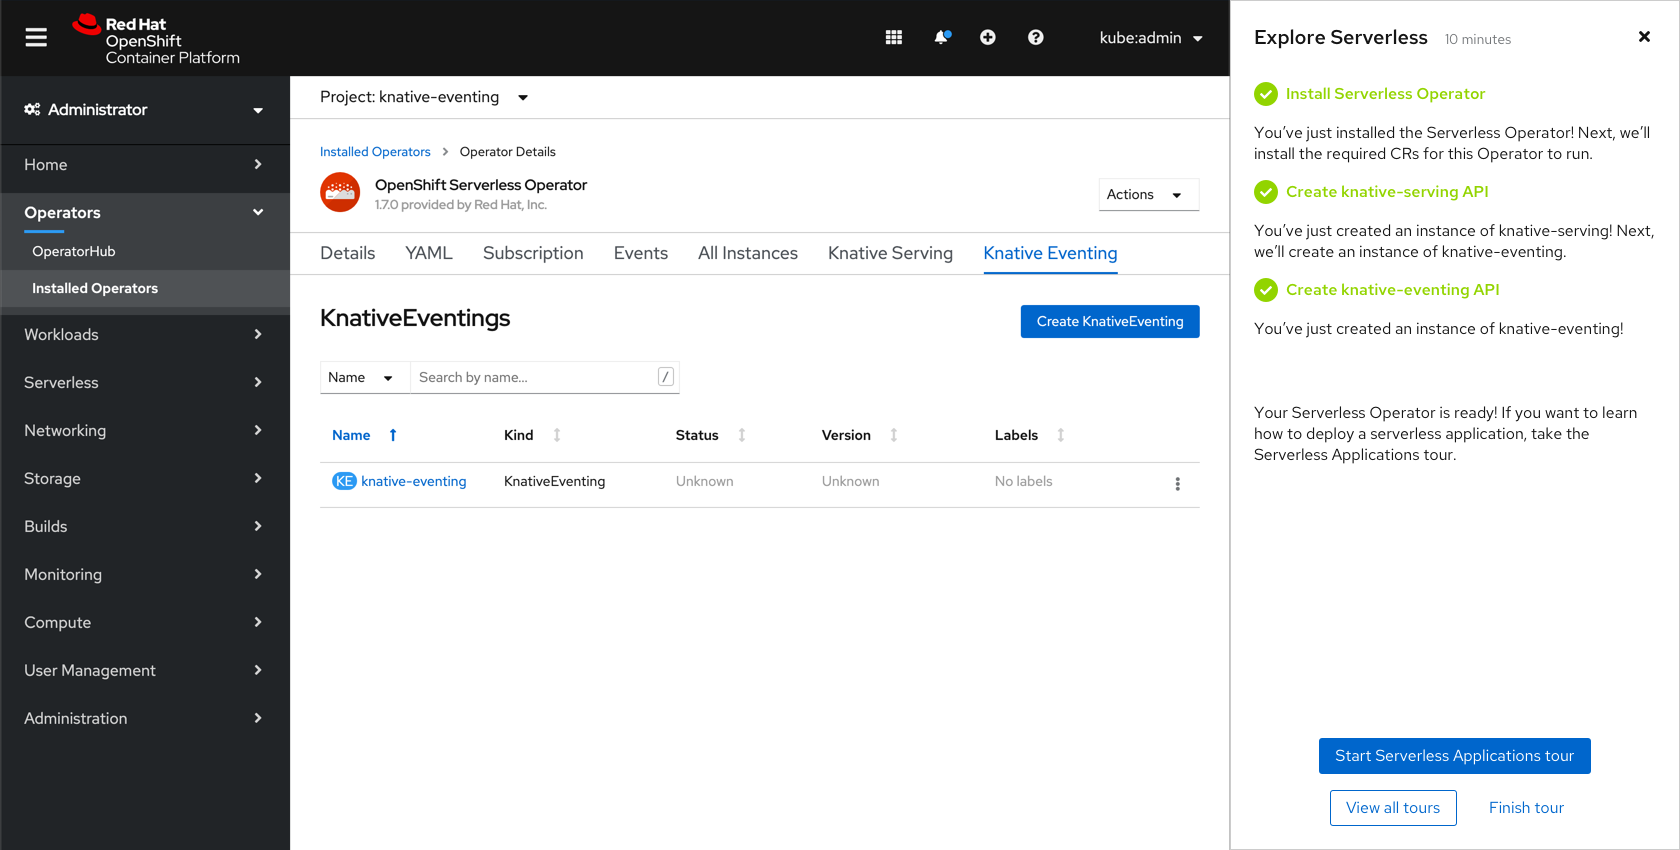 Red Hat
OpenShift
Container Platform
kube:admin
Administrator
Home
Operators
OperatorHub
Installed Operators
Workloads
Serverless
Networking
Storage
Builds
Monitoring
Compute
User Management
Administration
Project: knative-eventing
Installed Operators > Operator Details
OpenShift Serverless Operator
1.7.0 provided by Red Hat, Inc.
Actions
Details YAML Subscription Events All Instances Knative Serving Knative Eventing
KnativeEventings
Create KnativeEventing
Name Search by name... /
Name Kind Status Version Labels
KE knative-eventing KnativeEventing Unknown Unknown No labels
Explore Serverless 10 minutes
Install Serverless Operator
You’ve just installed the Serverless Operator! Next, we’ll
install the required CRs for this Operator to run.
Create knative-serving API
You’ve just created an instance of knative-serving! Next,
we’ll create an instance of knative-eventing.
Create knative-eventing API
You’ve just created an instance of knative-eventing!
Your Serverless Operator is ready! If you want to learn
how to deploy a serverless application, take the
Serverless Applications tour.
Start Serverless Applications tour
View all tours Finish tour